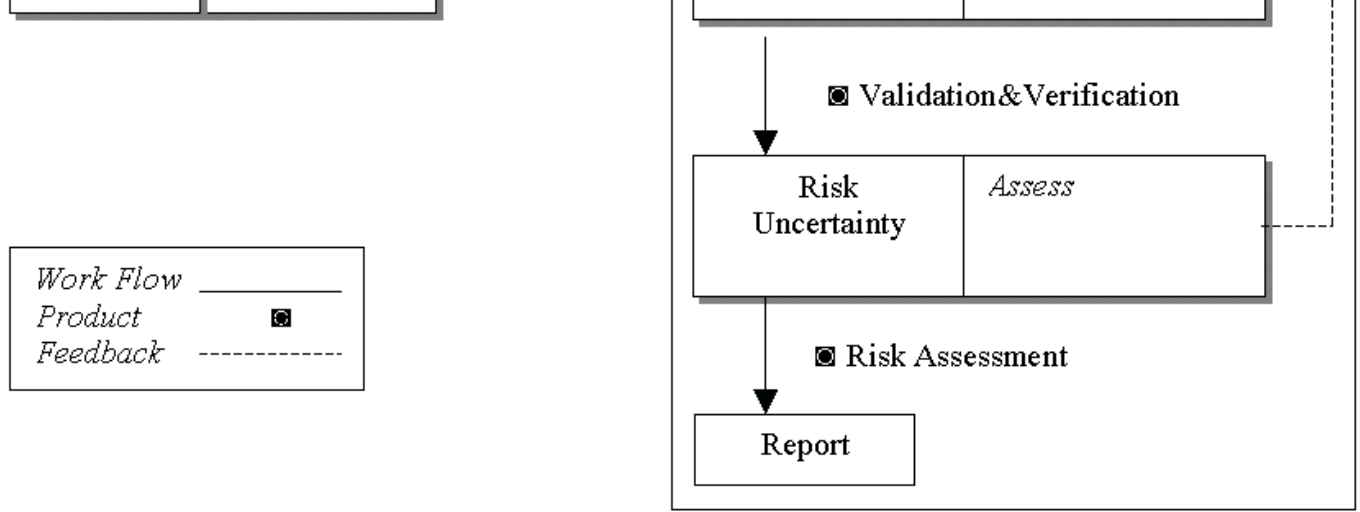 Validation&Verification
Risk
Uncertainty
Assess
Work Flow
Product
Feedback
Risk Assessment
Report